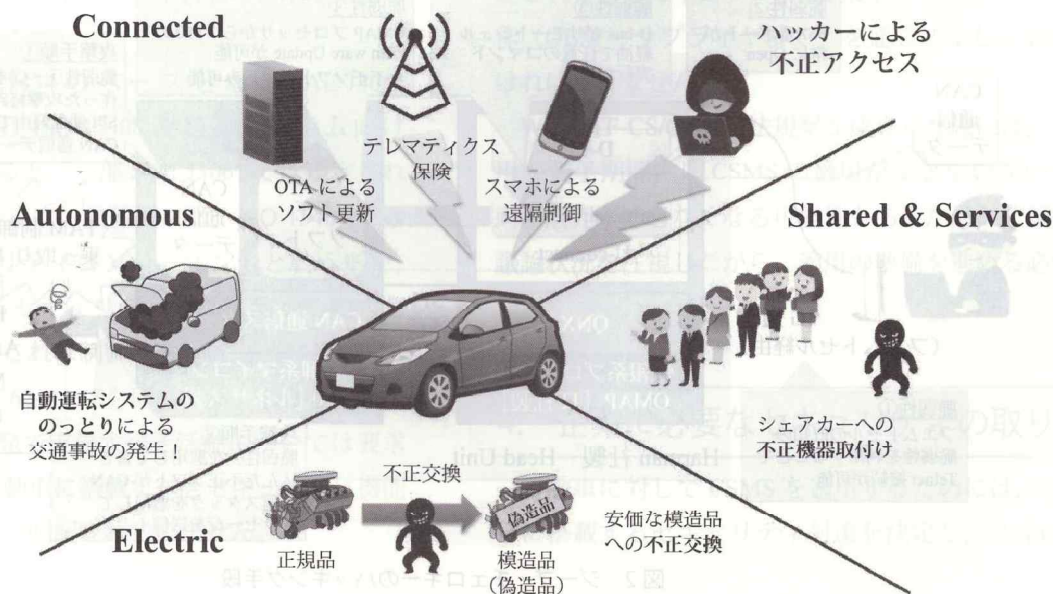 Connected
ハッカーによる
不正アクセス
テレマティクス
保険
OTA による
ソフト更新
スマホによる
遠隔制御
Autonomous
Shared & Services
自動運転システムの
のっとりによる
交通事故の発生！
シェアカーへの
不正機器取付け
不正交換
偽造品
正規品
模造品
(偽造品)
安価な模造品
への不正交換
Electric